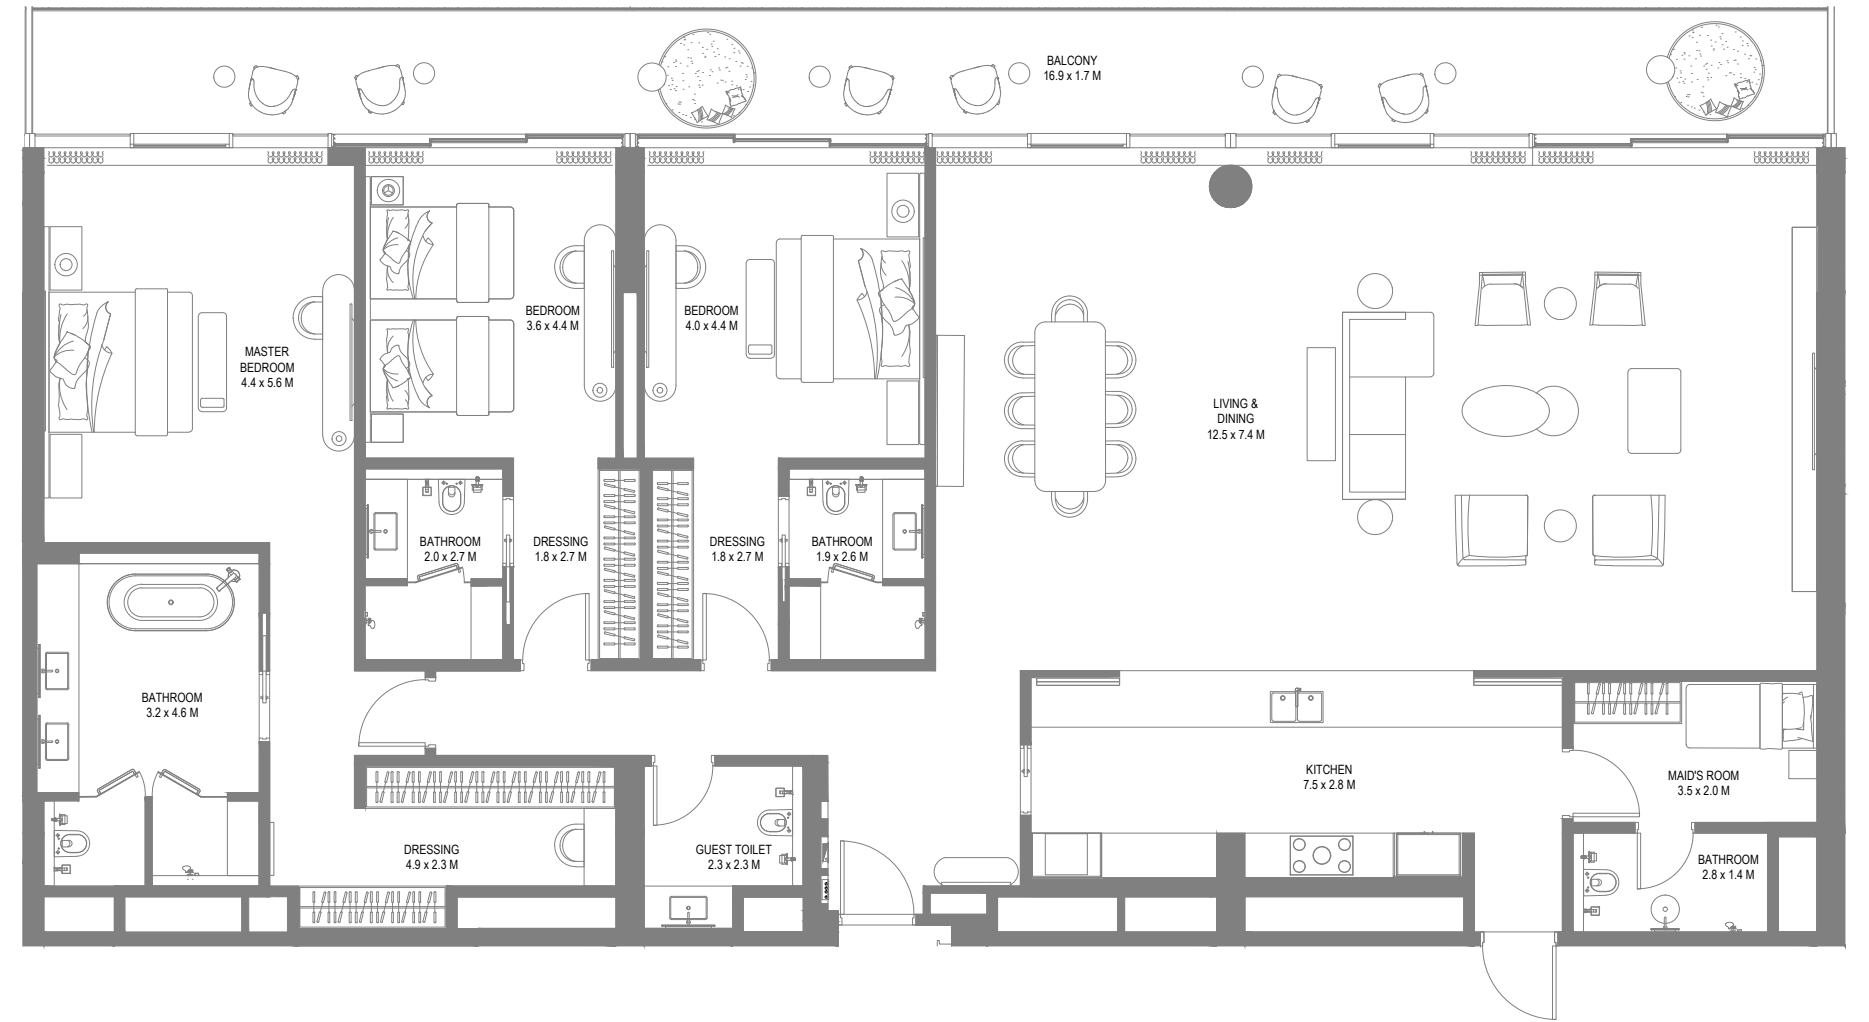 BALCONY
16.9 x 1.7 M
BEDROOM
3.6 x 4.4 M
BEDROOM
4.0 x 4.4 M
MASTER
BEDROOM
4.4 x 5.6 M
LIVING &
DINING
12.5 x 7.4 M
BATHROOM
2.0 x 2.7 M
DRESSING
1.8 x 2.7 M
DRESSING
1.8 x 2.7 M
BATHROOM
1.9 x 2.6 M
BATHROOM
3.2 x 4.6 M
KITCHEN
7.5 x 2.8 M
MAID'S ROOM
3.5 x 2.0 M
DRESSING
4.9 x 2.3 M
GUEST TOILET
2.3 x 2.3 M
BATHROOM
2.8 x 1.4 M